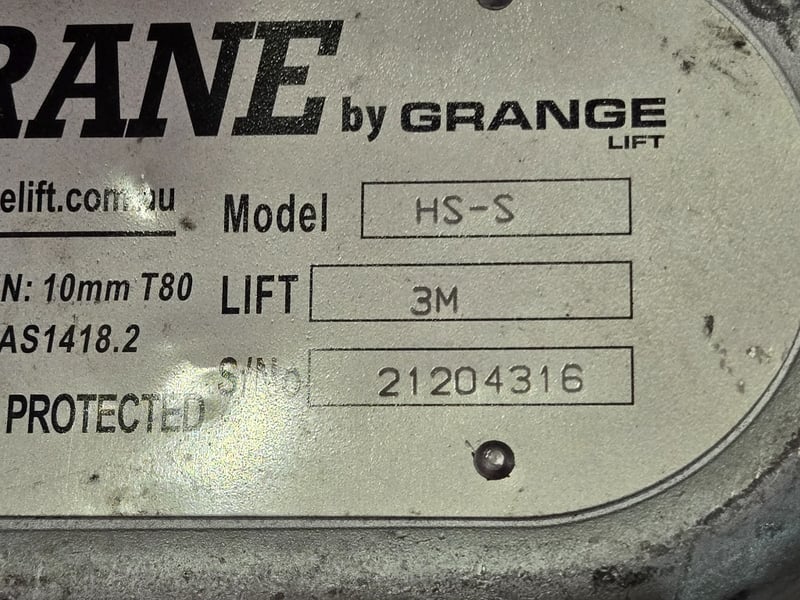 RANE by GRANGE
LIFT
elift.com.au
Model HS-S
N: 10mm T80
LIFT 3M
AS1418.2
S/No 21204316
PROTECTED